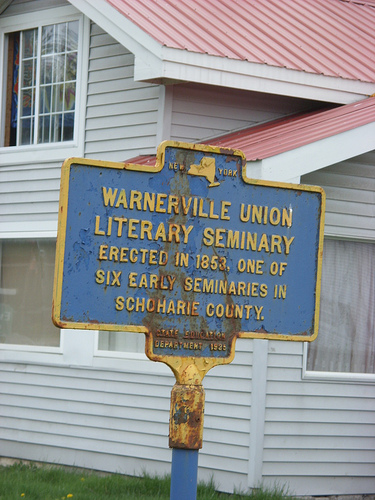 NEW YORK
WARNERVILLE UNION
LITERARY SEMINARY
ERECTED IN 1853, ONE OF
SIX EARLY SEMINARIES IN
SCHOHARIE COUNTY.
STATE EDUCATION
DEPARTMENT 1935